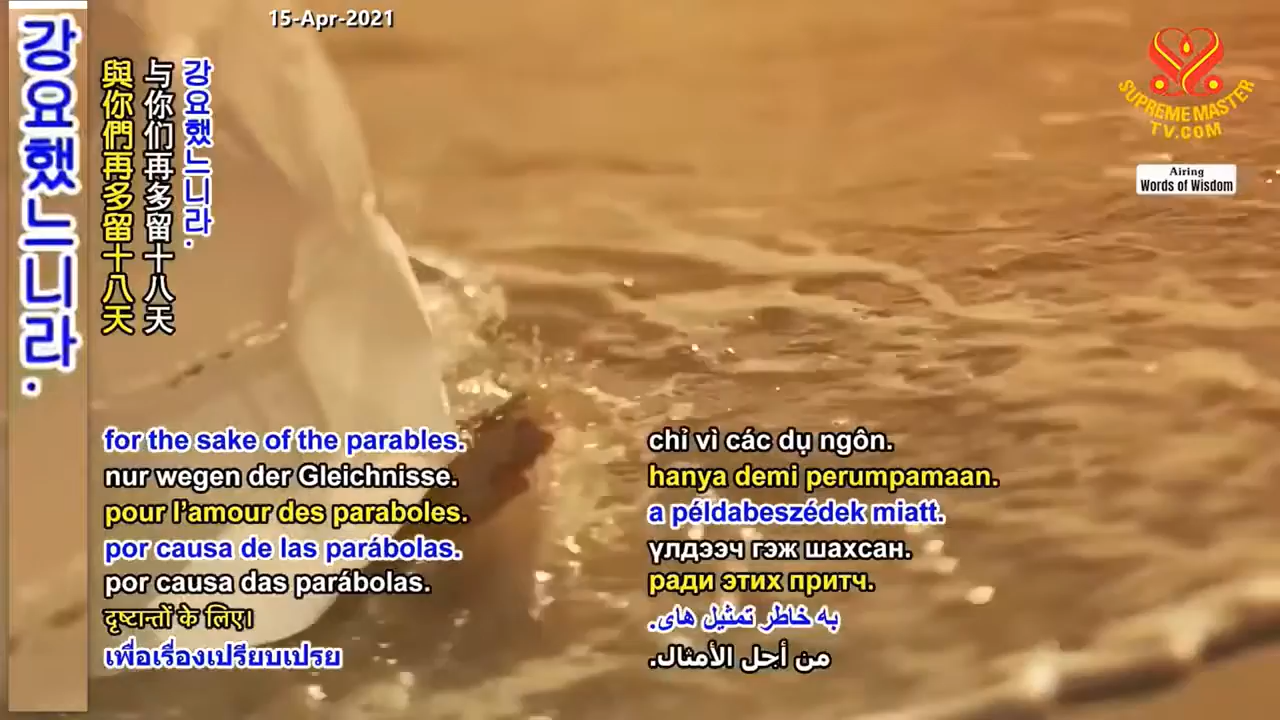 15-Apr-2021
SUPREME MASTER
TV.COM
Airing
Words of Wisdom
강요했느니라.
강요했느니라.
与你们再多留十八天
與你們再多留十八天
for the sake of the parables.
nur wegen der Gleichnisse.
pour l’amour des paraboles.
por causa de las parábolas.
por causa das parábolas.
दृष्टान्तों के लिए।
เพื่อเรื่องเปรียบเปรย
chỉ vì các dụ ngôn.
hanya demi perumpamaan.
a példabeszédek miatt.
үлдээч гэж шахсан.
ради этих притч.
به خاطر تمثیل های.
من أجل الأمثال.